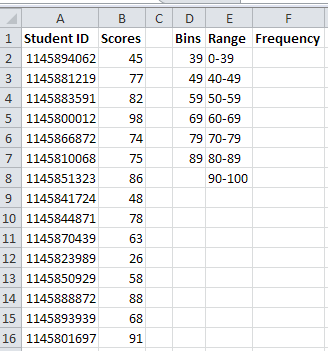 A B C D E F
1 Student ID Scores Bins Range Frequency
2 1145894062 45 39 0-39
3 1145881219 77 49 40-49
4 1145883591 82 59 50-59
5 1145800012 98 69 60-69
6 1145866872 74 79 70-79
7 1145810068 75 89 80-89
8 1145851323 86 90-100
9 1145841724 48
10 1145844871 78
11 1145870439 63
12 1145823989 26
13 1145850929 58
14 1145888872 88
15 1145893939 68
16 1145801697 91